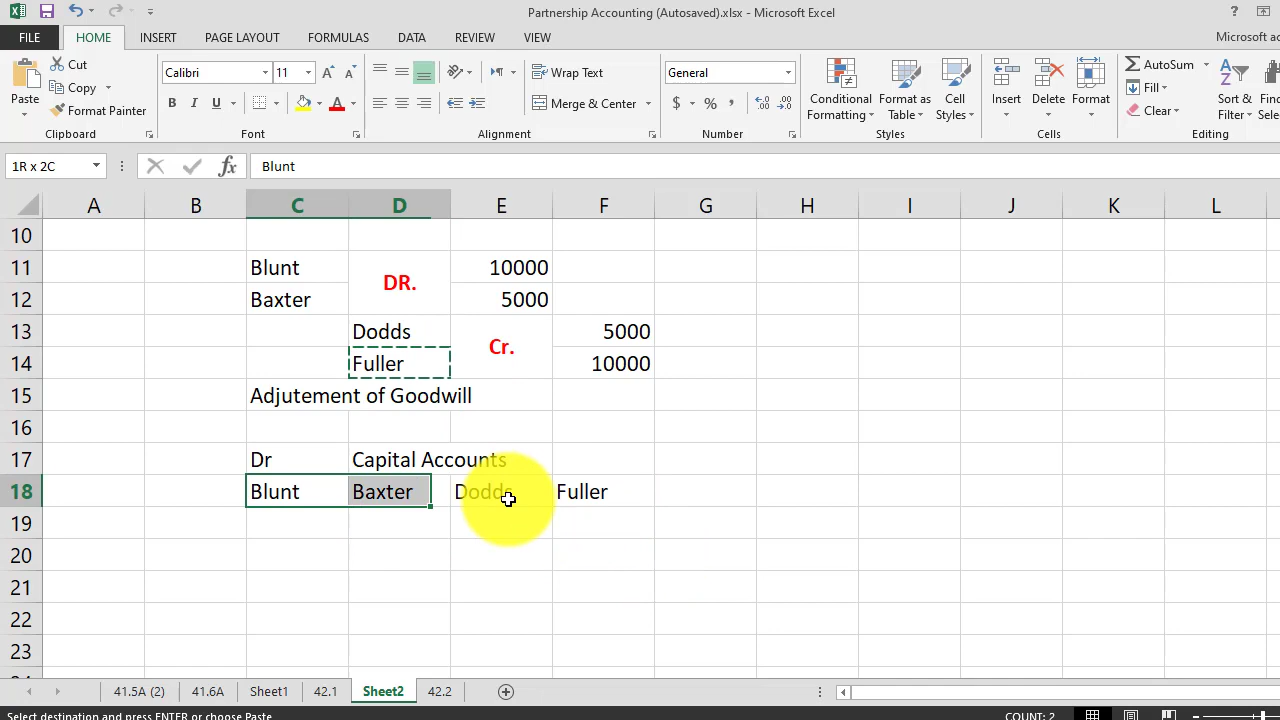 Partnership Accounting (Autosaved).xlsx - Microsoft Excel
FILE HOME INSERT PAGE LAYOUT FORMULAS DATA REVIEW VIEW Microsoft ac
Paste Cut Copy Format Painter
Clipboard
Calibri 11
B I U A
Font
Wrap Text
Merge & Center
Alignment
General
$ % ,
Number
Conditional Formatting
Format as Table
Cell Styles
Styles
Insert Delete Format
Cells
AutoSum
Fill
Clear
Sort & Filter
Editing
1R x 2C fx Blunt
A B C D E F G H I J K L
10
11 Blunt DR. 10000
12 Baxter 5000
13 Dodds Cr. 5000
14 Fuller 10000
15 Adjutement of Goodwill
16
17 Dr Capital Accounts
18 Blunt Baxter Dodds Fuller
19
20
21
22
23
41.5A (2) 41.6A Sheet1 42.1 Sheet2 42.2
Select destination and press ENTER or choose Paste COUNT: 2